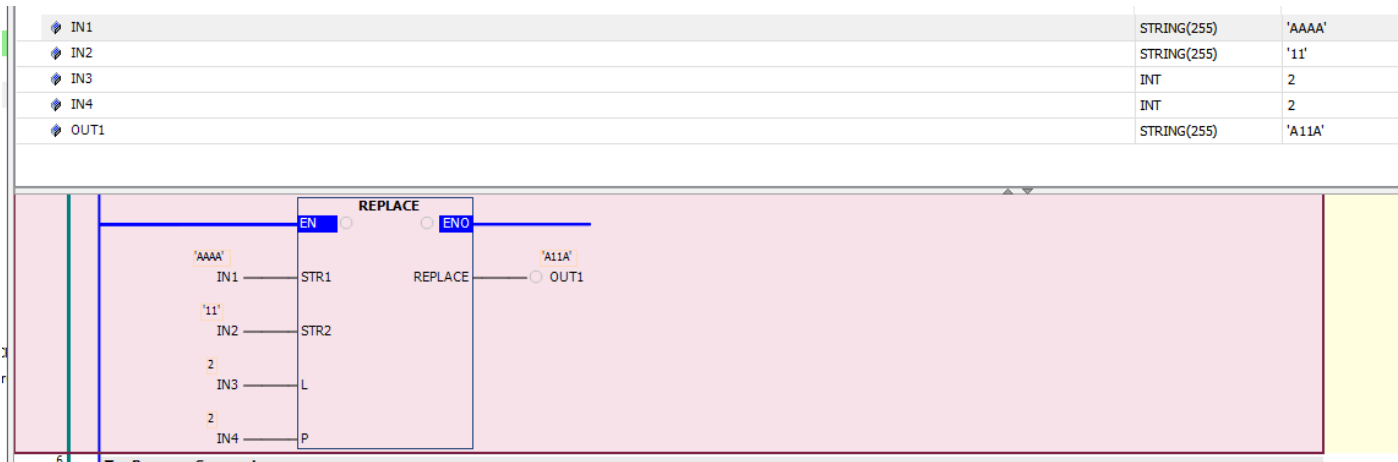 IN1 STRING(255) 'AAAA'
IN2 STRING(255) '11'
IN3 INT 2
IN4 INT 2
OUT1 STRING(255) 'A11A'
REPLACE
EN ENO
'AAAA' 'A11A'
IN1 STR1 REPLACE OUT1
'11'
IN2 STR2
2
IN3 L
2
IN4 P
6